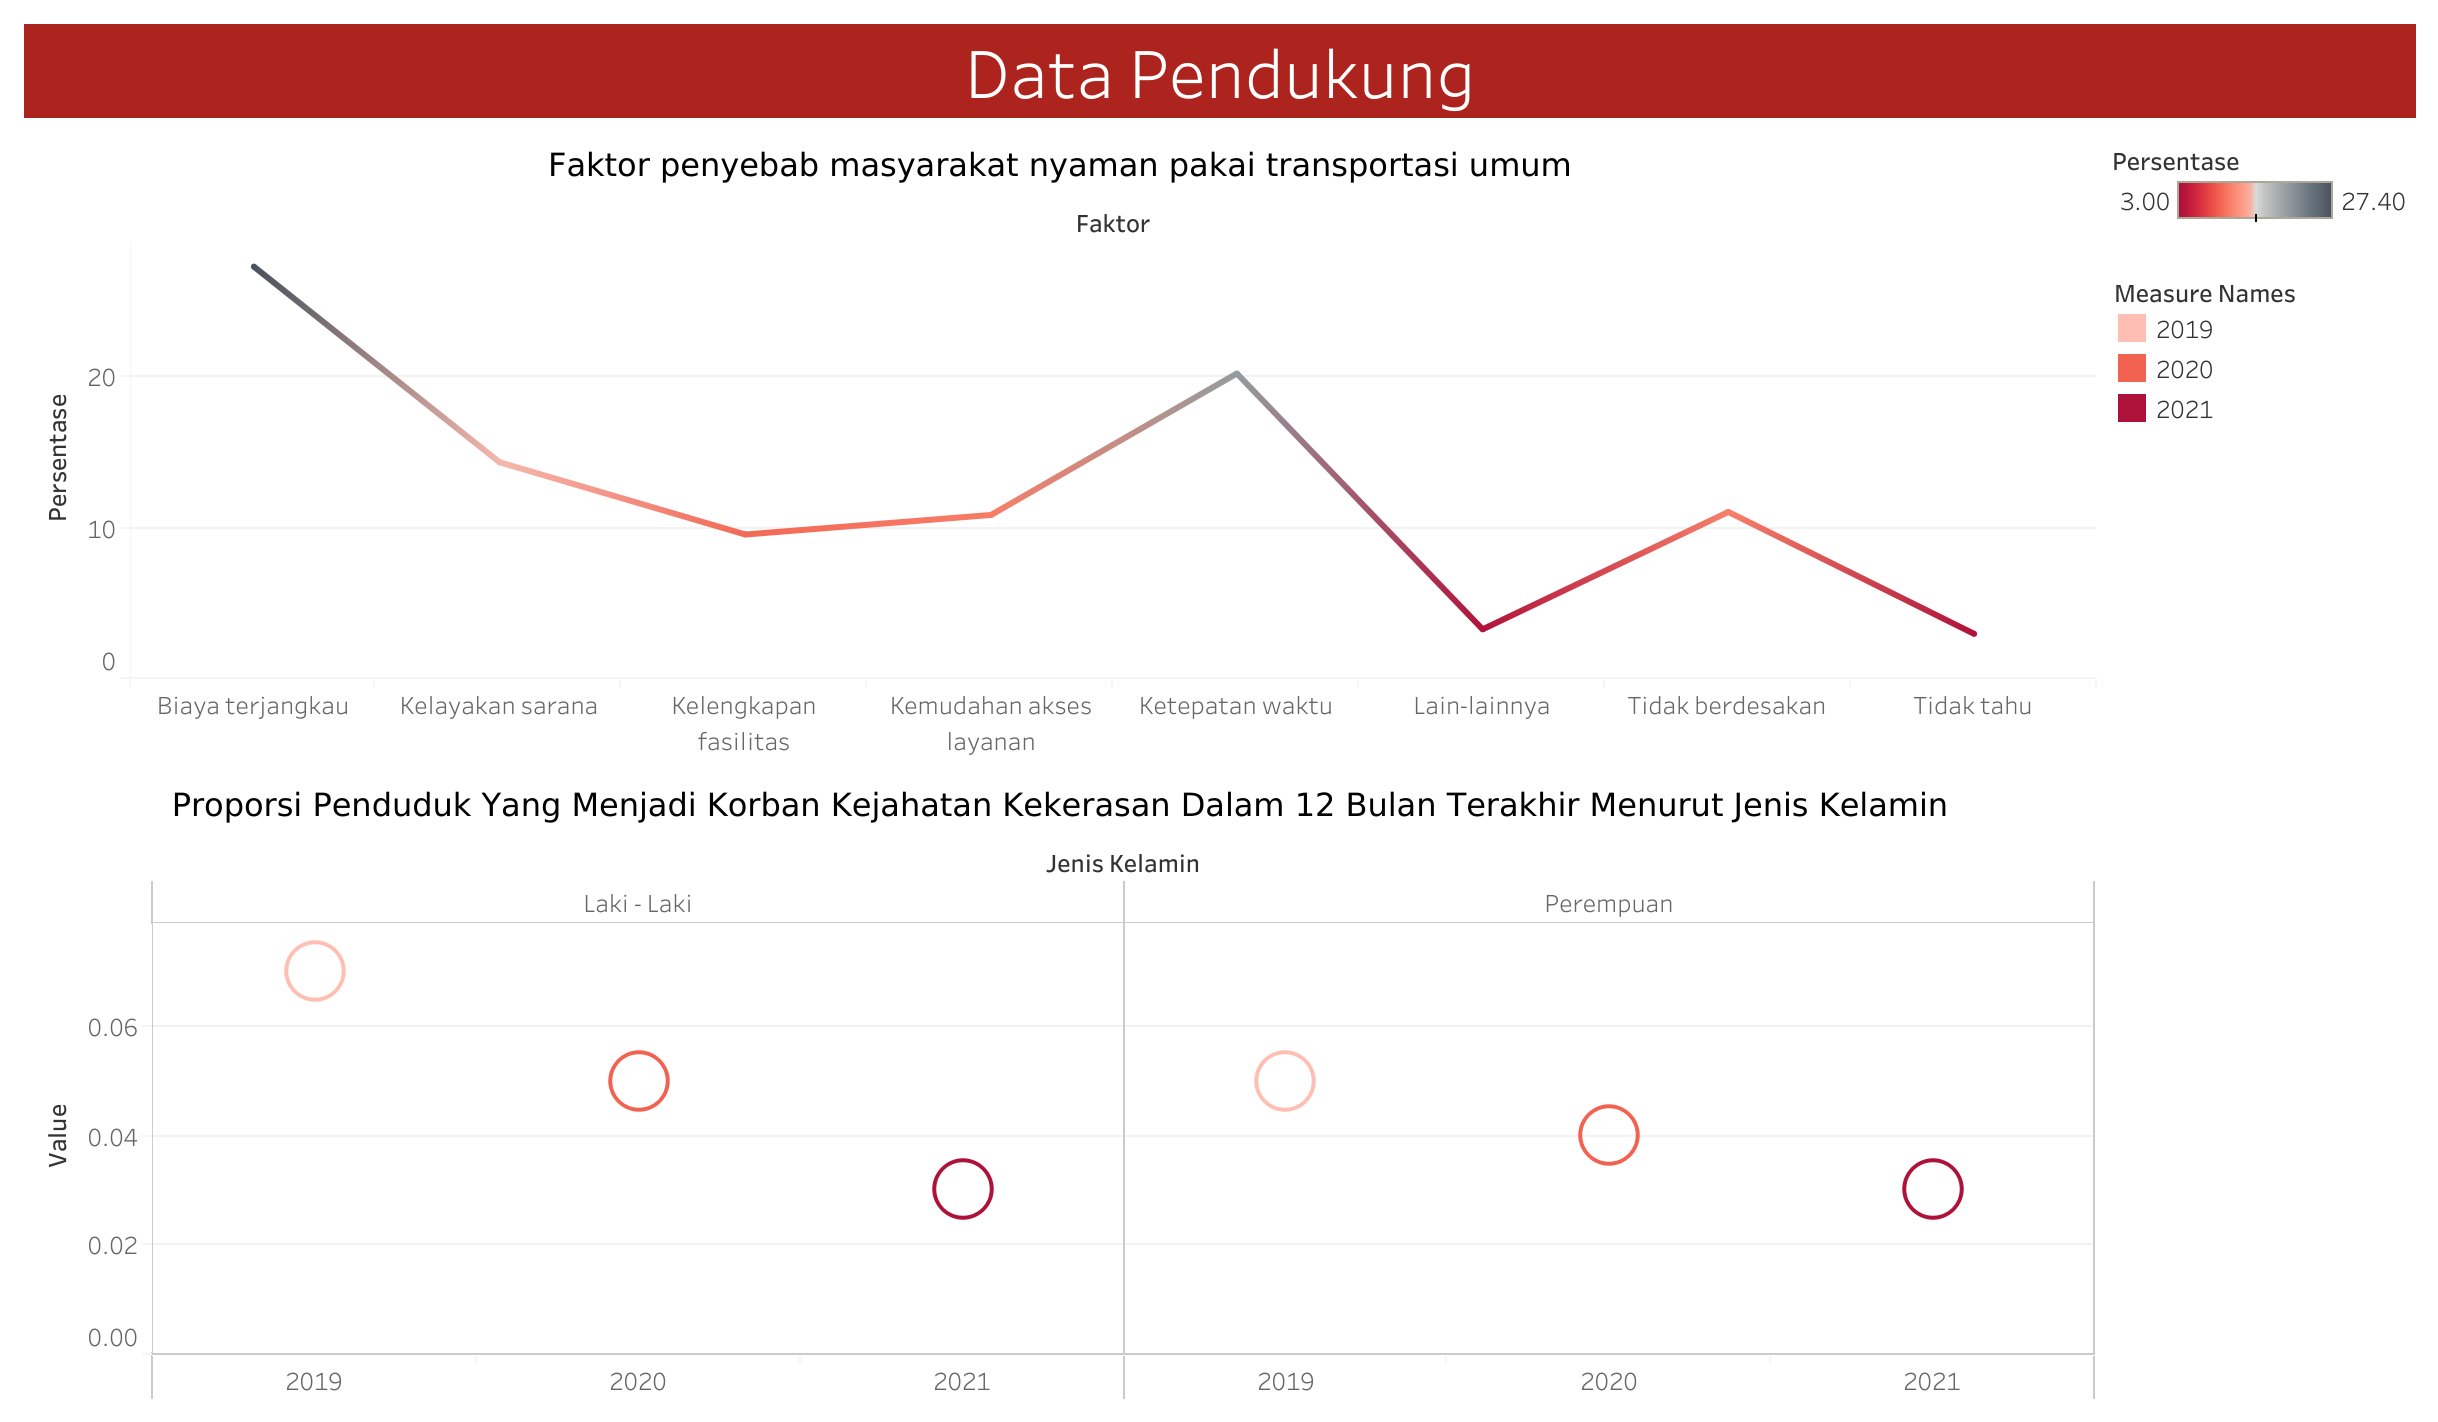 Data Pendukung
Faktor penyebab masyarakat nyaman pakai transportasi umum
Persentase
3.00 27.40
Faktor
Measure Names
2019
2020
2021
Persentase
20
10
0
Biaya terjangkau Kelayakan sarana Kelengkapan fasilitas Kemudahan akses layanan Ketepatan waktu Lain-lainnya Tidak berdesakan Tidak tahu
Proporsi Penduduk Yang Menjadi Korban Kejahatan Kekerasan Dalam 12 Bulan Terakhir Menurut Jenis Kelamin
Jenis Kelamin
Laki - Laki Perempuan
Value
0.06
0.04
0.02
0.00
2019 2020 2021 2019 2020 2021